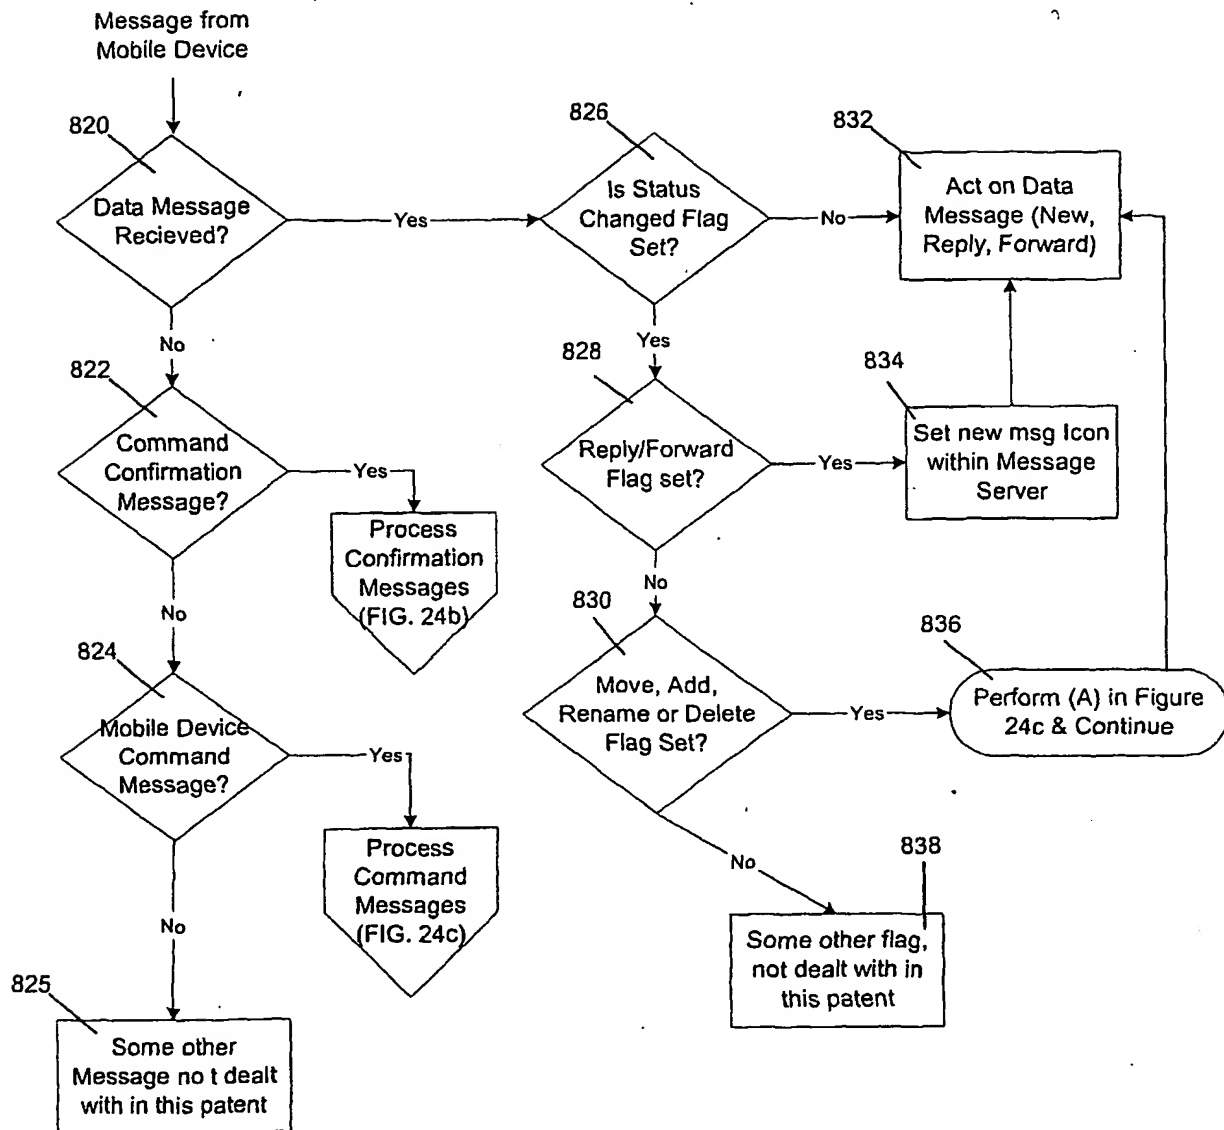 Message from
Mobile Device
820
Data Message
Recieved?
Yes
826
Is Status
Changed Flag
Set?
No
832
Act on Data
Message (New,
Reply, Forward)
No
822
Command
Confirmation
Message?
Yes
Process
Confirmation
Messages
(FIG. 24b)
Yes
828
Reply/Forward
Flag set?
Yes
834
Set new msg Icon
within Message
Server
No
824
Mobile Device
Command
Message?
Yes
Process
Command
Messages
(FIG. 24c)
No
830
Move, Add,
Rename or Delete
Flag Set?
Yes
836
Perform (A) in Figure
24c & Continue
No
838
Some other flag,
not dealt with in
this patent
No
825
Some other
Message no t dealt
with in this patent